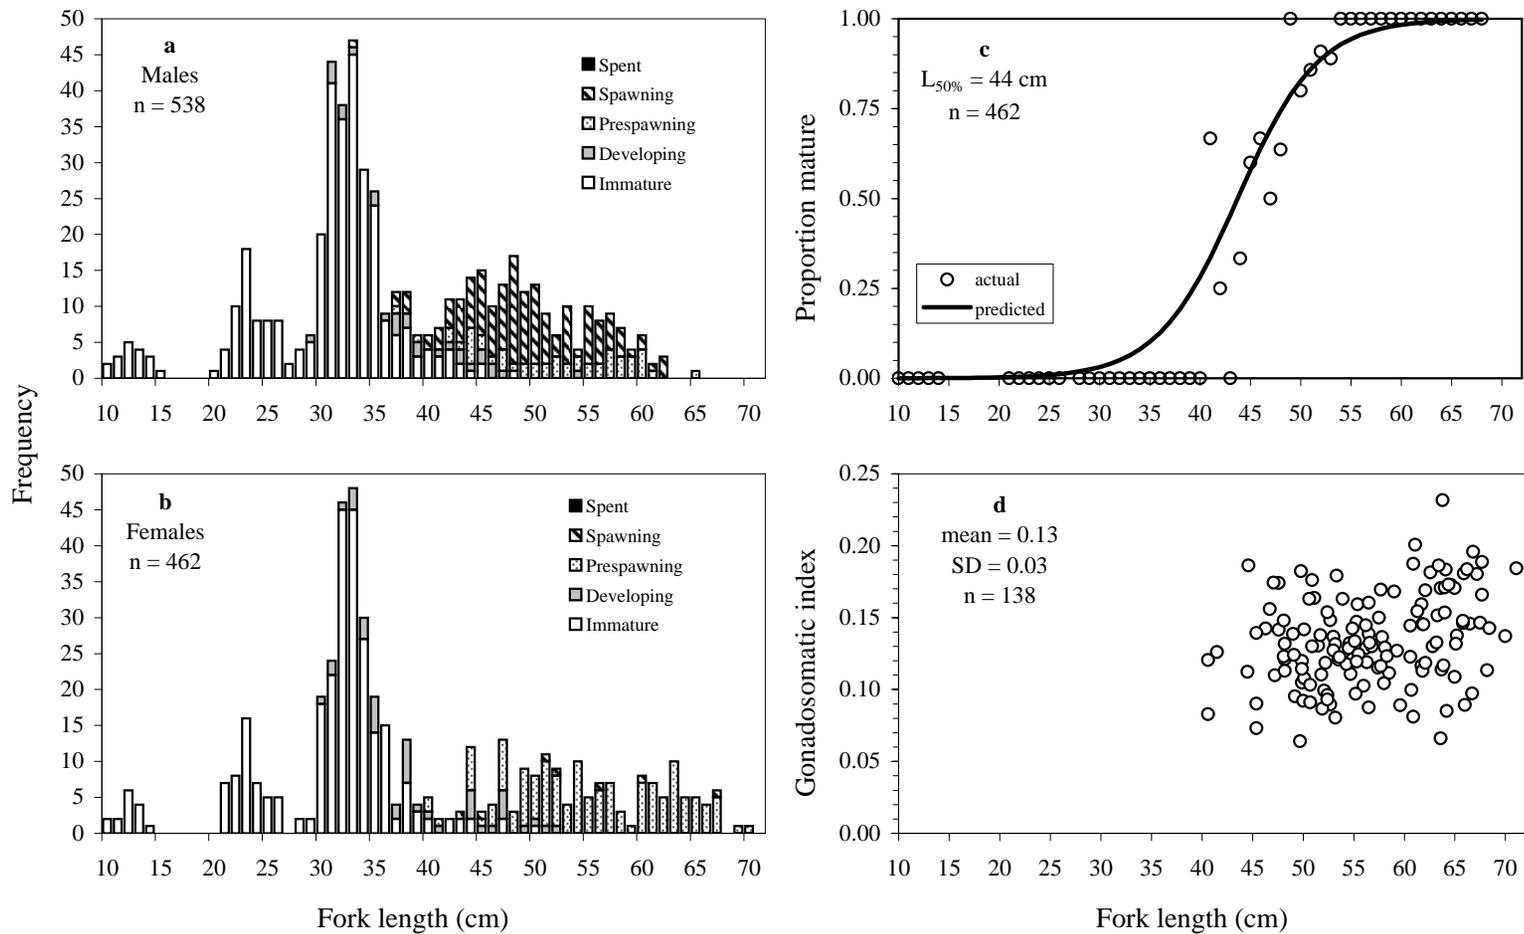 Frequency
a
Males
n = 538
Spent
Spawning
Prespawning
Developing
Immature
50
45
40
35
30
25
20
15
10
5
0
10 15 20 25 30 35 40 45 50 55 60 65 70
b
Females
n = 462
Spent
Spawning
Prespawning
Developing
Immature
50
45
40
35
30
25
20
15
10
5
0
10 15 20 25 30 35 40 45 50 55 60 65 70
Fork length (cm)
Proportion mature
c
L50% = 44 cm
n = 462
actual
predicted
1.00
0.75
0.50
0.25
0.00
10 15 20 25 30 35 40 45 50 55 60 65 70
Gonadosomatic index
d
mean = 0.13
SD = 0.03
n = 138
0.25
0.20
0.15
0.10
0.05
0.00
10 15 20 25 30 35 40 45 50 55 60 65 70
Fork length (cm)